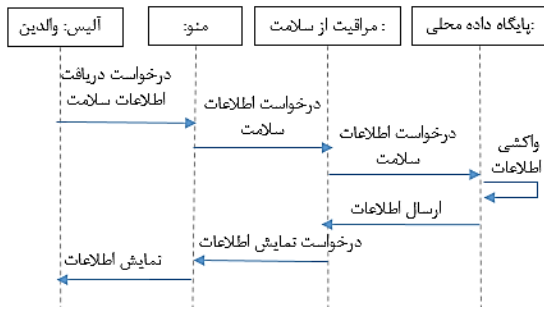 آلیس: والدین
منو:
: مراقبت از سلامت
:پایگاه داده محلی
درخواست دریافت
اطلاعات سلامت
درخواست اطلاعات
سلامت
درخواست اطلاعات
سلامت
واکشی
اطلاعات
ارسال اطلاعات
درخواست نمایش اطلاعات
نمایش اطلاعات